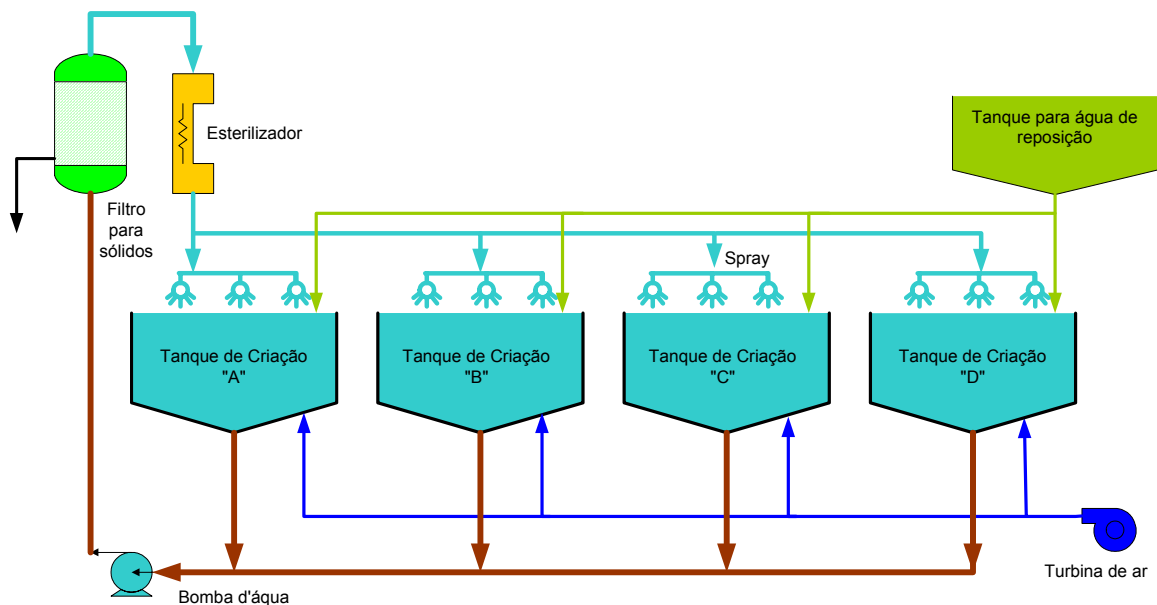 Esterilizador
Tanque para água de
reposição
Filtro
para
sólidos
Spray
Tanque de Criação
"A"
Tanque de Criação
"B"
Tanque de Criação
"C"
Tanque de Criação
"D"
Bomba d'água
Turbina de ar